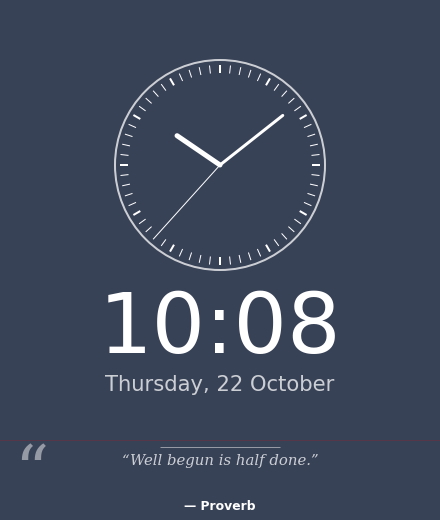 10:08
Thursday, 22 October
“
“Well begun is half done.”
— Proverb